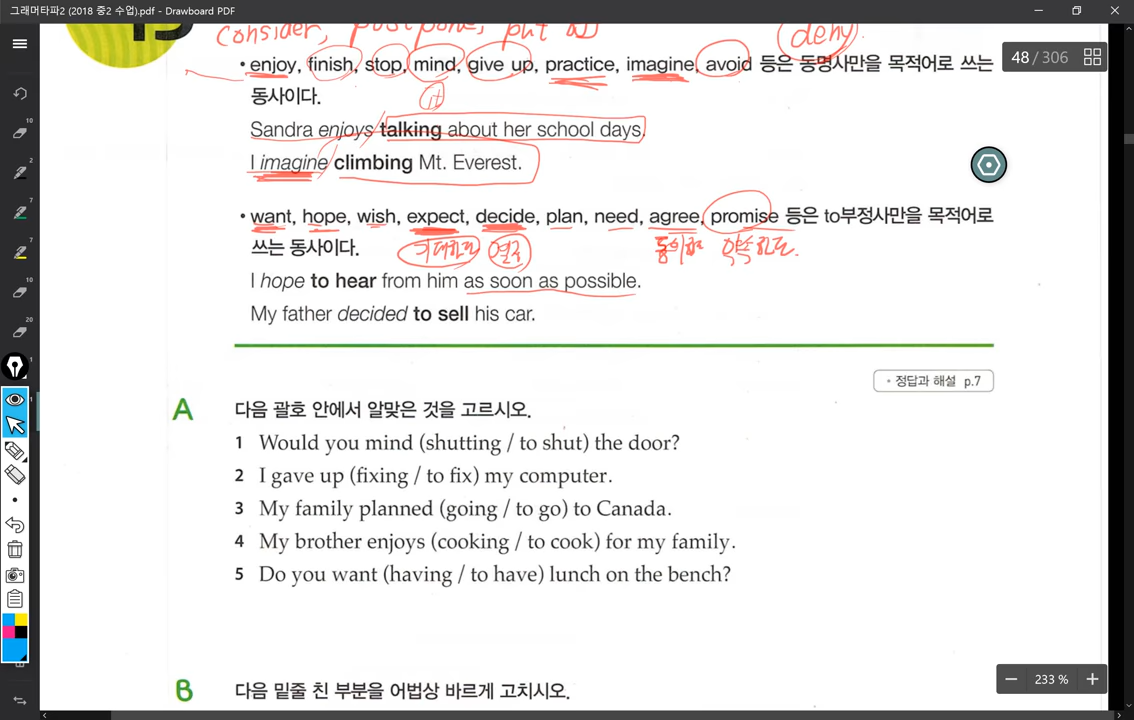 그래머타파2 (2018 중2 수업).pdf - Drawboard PDF
consider, postpone, put off
deny
48 / 306
• enjoy, finish, stop, mind, give up, practice, imagine, avoid 등은 동명사만을 목적어로 쓰는
동사이다.
it
Sandra enjoys talking about her school days.
I imagine climbing Mt. Everest.
• want, hope, wish, expect, decide, plan, need, agree, promise 등은 to부정사만을 목적어로
쓰는 동사이다.
기대한다
동의하다 약속한다.
I hope to hear from him as soon as possible.
My father decided to sell his car.
• 정답과 해설 p.7
A 다음 괄호 안에서 알맞은 것을 고르시오.
1 Would you mind (shutting / to shut) the door?
2 I gave up (fixing / to fix) my computer.
3 My family planned (going / to go) to Canada.
4 My brother enjoys (cooking / to cook) for my family.
5 Do you want (having / to have) lunch on the bench?
B 다음 밑줄 친 부분을 어법상 바르게 고치시오.
233 %
10
2
7
7
10
20
1
1